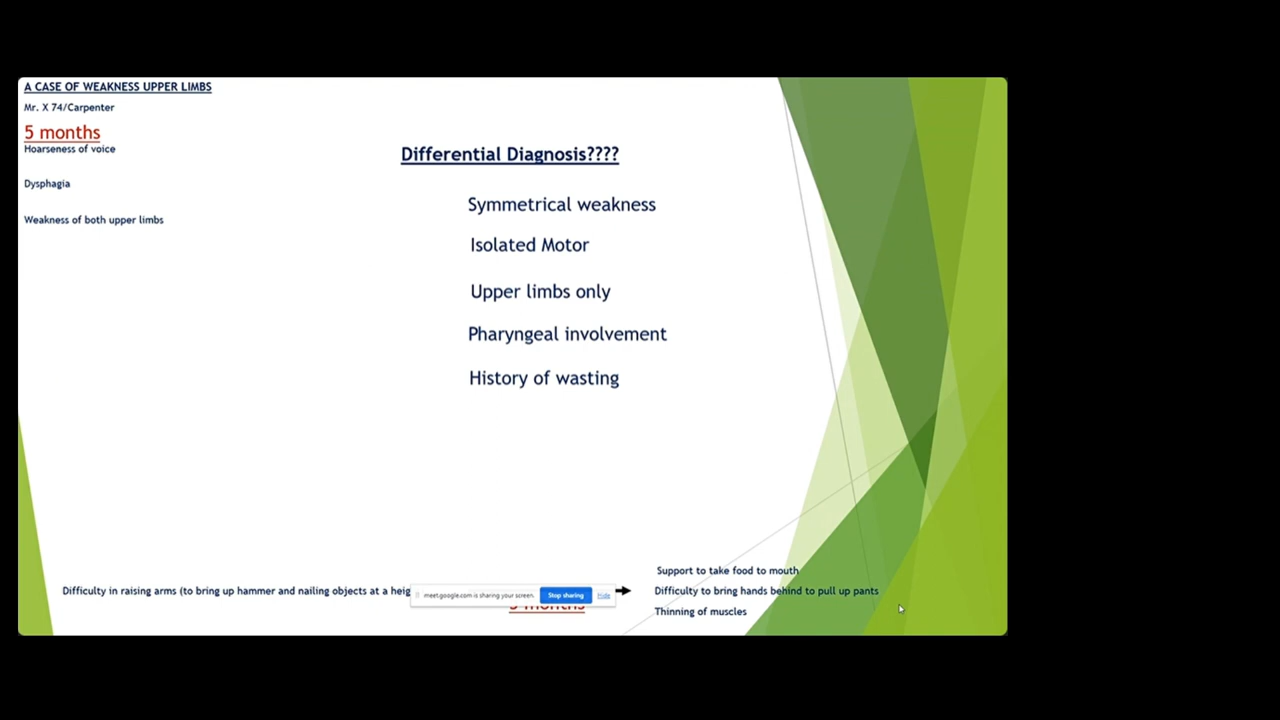 A CASE OF WEAKNESS UPPER LIMBS
Mr. X 74/Carpenter
5 months
Hoarseness of voice
Dysphagia
Weakness of both upper limbs
Differential Diagnosis????
Symmetrical weakness
Isolated Motor
Upper limbs only
Pharyngeal involvement
History of wasting
Difficulty in raising arms (to bring up hammer and nailing objects at a
meet.google.com is sharing your screen.
Stop sharing
Hide
months
Support to take food to mouth
Difficulty to bring hands behind to pull up pants
Thinning of muscles